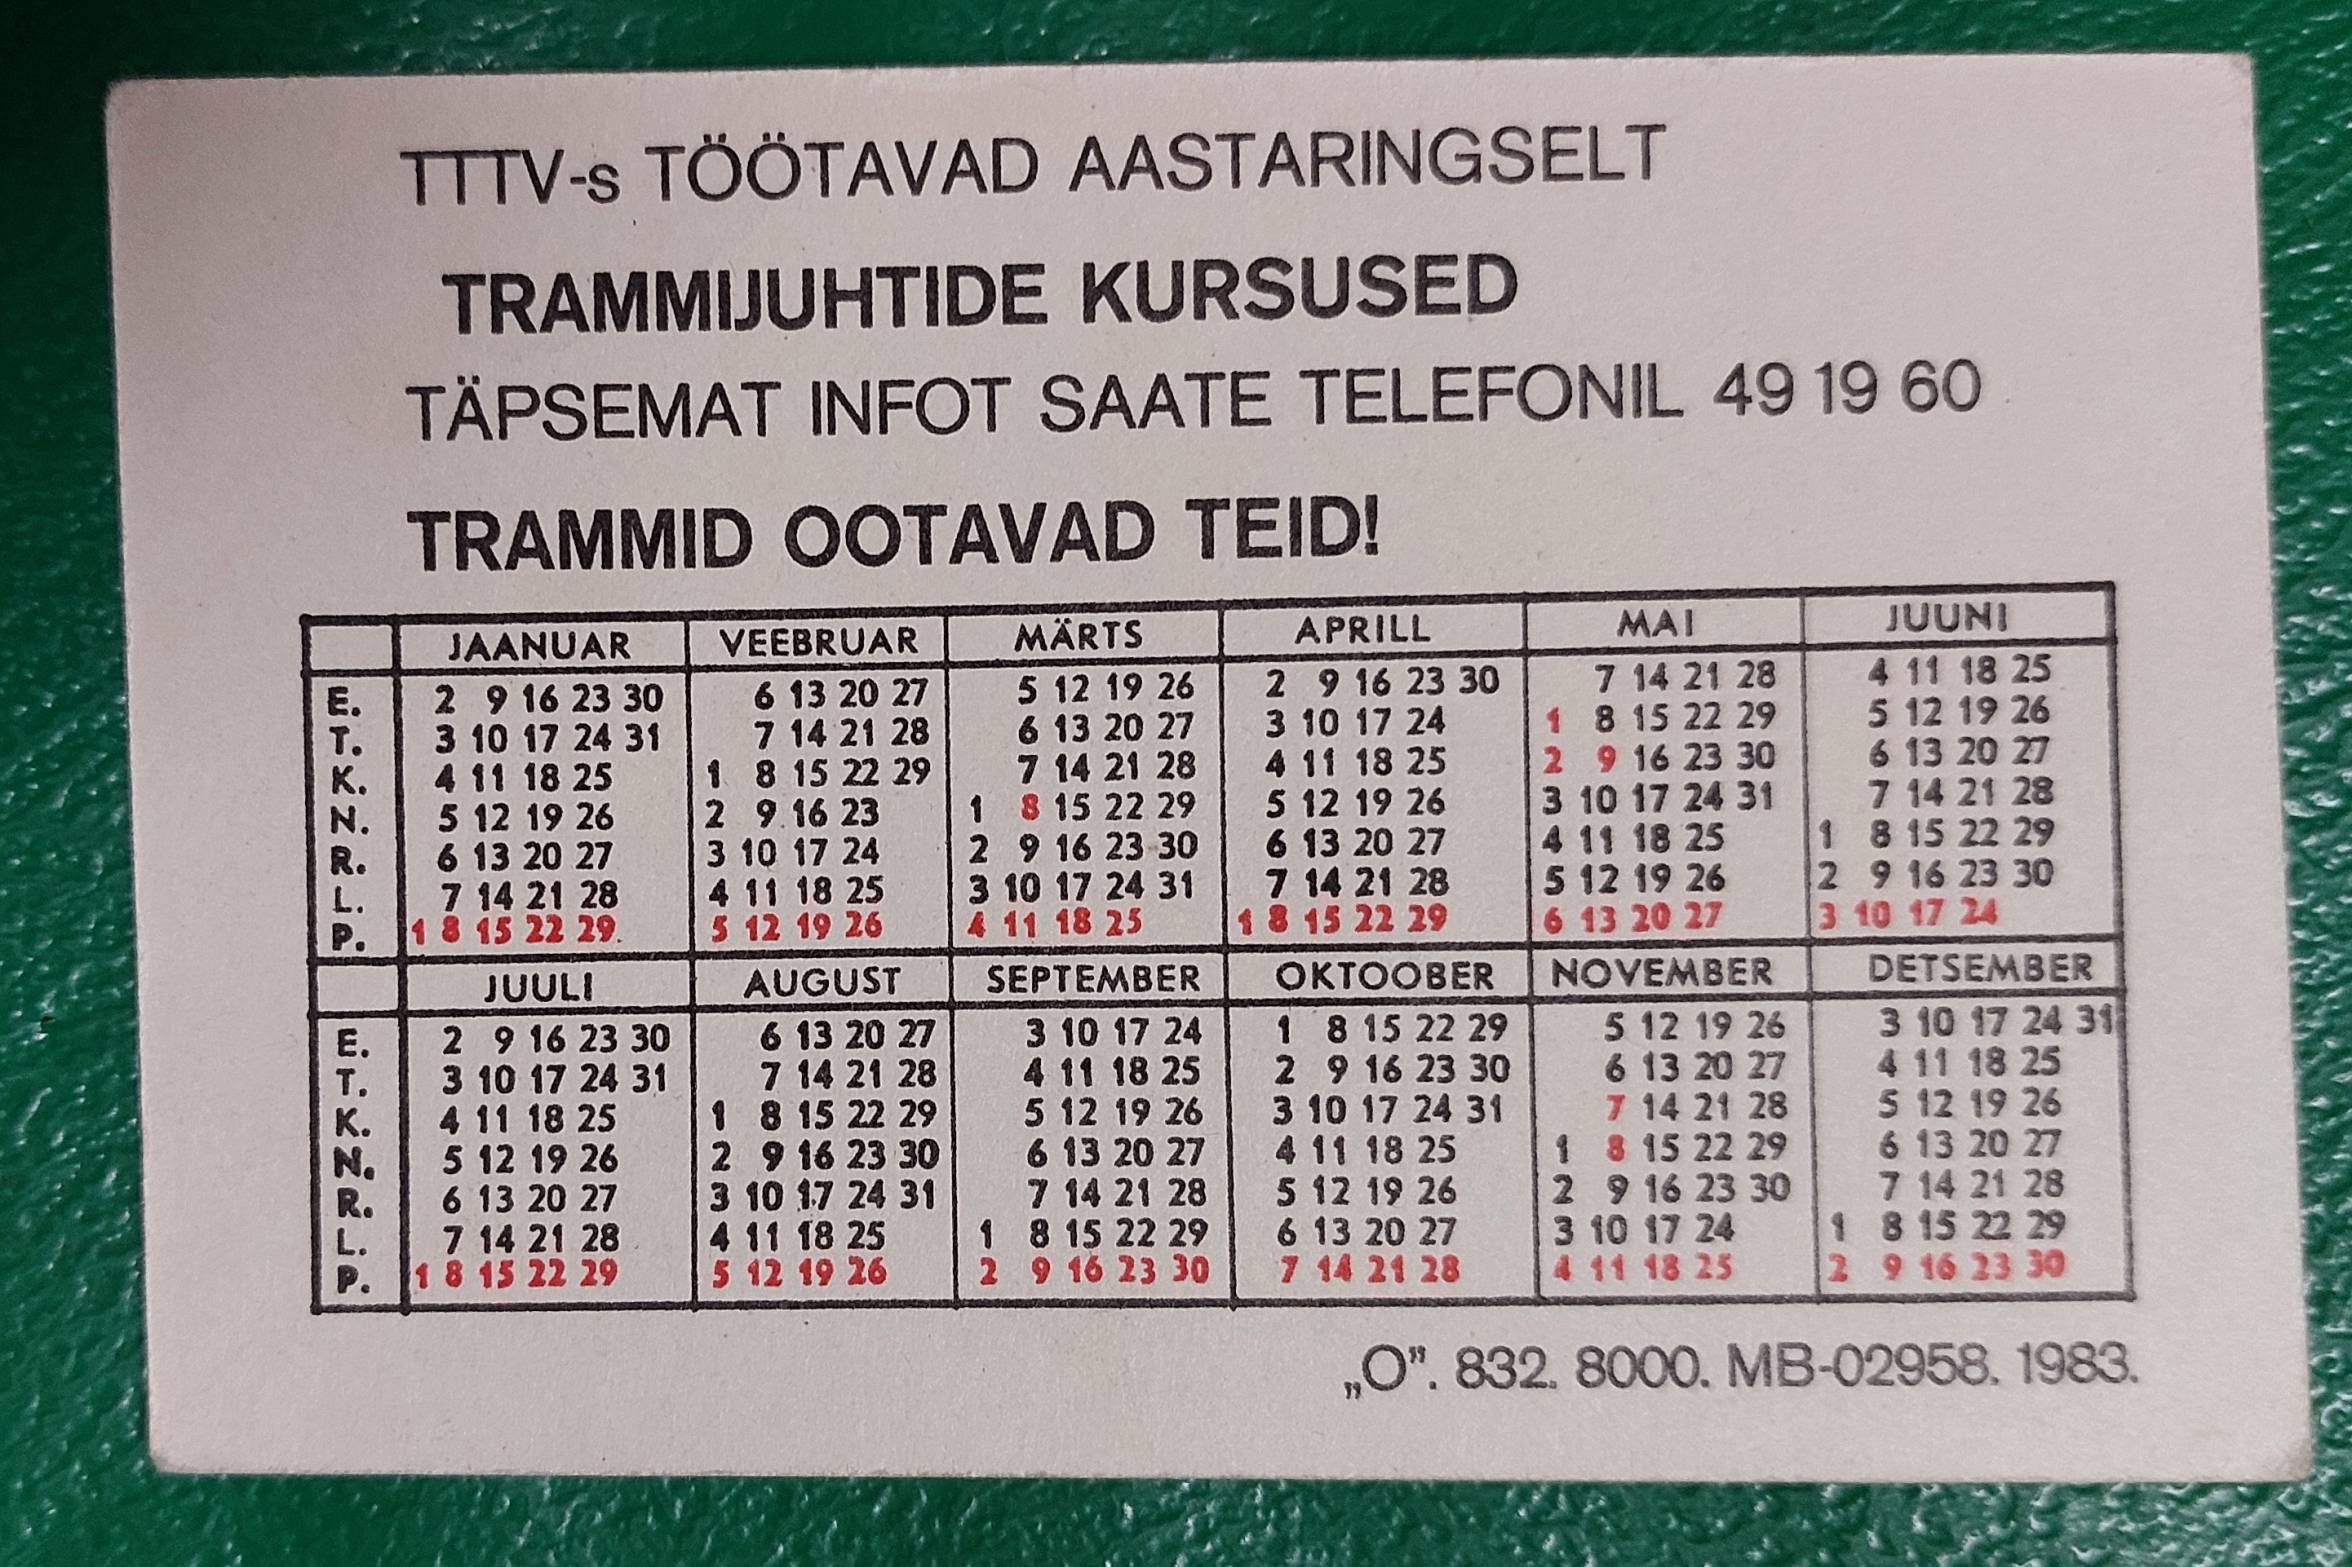 TTTV-s TÖÖTAVAD AASTARINGSELT
TRAMMIJUHTIDE KURSUSED
TÄPSEMAT INFOT SAATE TELEFONIL 49 19 60
TRAMMID OOTAVAD TEID!
JAANUAR VEEBRUAR MÄRTS APRILL MAI JUUNI
E. 2 9 16 23 30 6 13 20 27 5 12 19 26 2 9 16 23 30 7 14 21 28 4 11 18 25
T. 3 10 17 24 31 7 14 21 28 6 13 20 27 3 10 17 24 1 8 15 22 29 5 12 19 26
K. 4 11 18 25 1 8 15 22 29 7 14 21 28 4 11 18 25 2 9 16 23 30 6 13 20 27
N. 5 12 19 26 2 9 16 23 1 8 15 22 29 5 12 19 26 3 10 17 24 31 7 14 21 28
R. 6 13 20 27 3 10 17 24 2 9 16 23 30 6 13 20 27 4 11 18 25 1 8 15 22 29
L. 7 14 21 28 4 11 18 25 3 10 17 24 31 7 14 21 28 5 12 19 26 2 9 16 23 30
P. 1 8 15 22 29 5 12 19 26 4 11 18 25 1 8 15 22 29 6 13 20 27 3 10 17 24
JUULI AUGUST SEPTEMBER OKTOOBER NOVEMBER DETSEMBER
E. 2 9 16 23 30 6 13 20 27 3 10 17 24 1 8 15 22 29 5 12 19 26 3 10 17 24 31
T. 3 10 17 24 31 7 14 21 28 4 11 18 25 2 9 16 23 30 6 13 20 27 4 11 18 25
K. 4 11 18 25 1 8 15 22 29 5 12 19 26 3 10 17 24 31 7 14 21 28 5 12 19 26
N. 5 12 19 26 2 9 16 23 30 6 13 20 27 4 11 18 25 1 8 15 22 29 6 13 20 27
R. 6 13 20 27 3 10 17 24 31 7 14 21 28 5 12 19 26 2 9 16 23 30 7 14 21 28
L. 7 14 21 28 4 11 18 25 1 8 15 22 29 6 13 20 27 3 10 17 24 1 8 15 22 29
P. 1 8 15 22 29 5 12 19 26 2 9 16 23 30 7 14 21 28 4 11 18 25 2 9 16 23 30
„O”. 832. 8000. MB-02958. 1983.